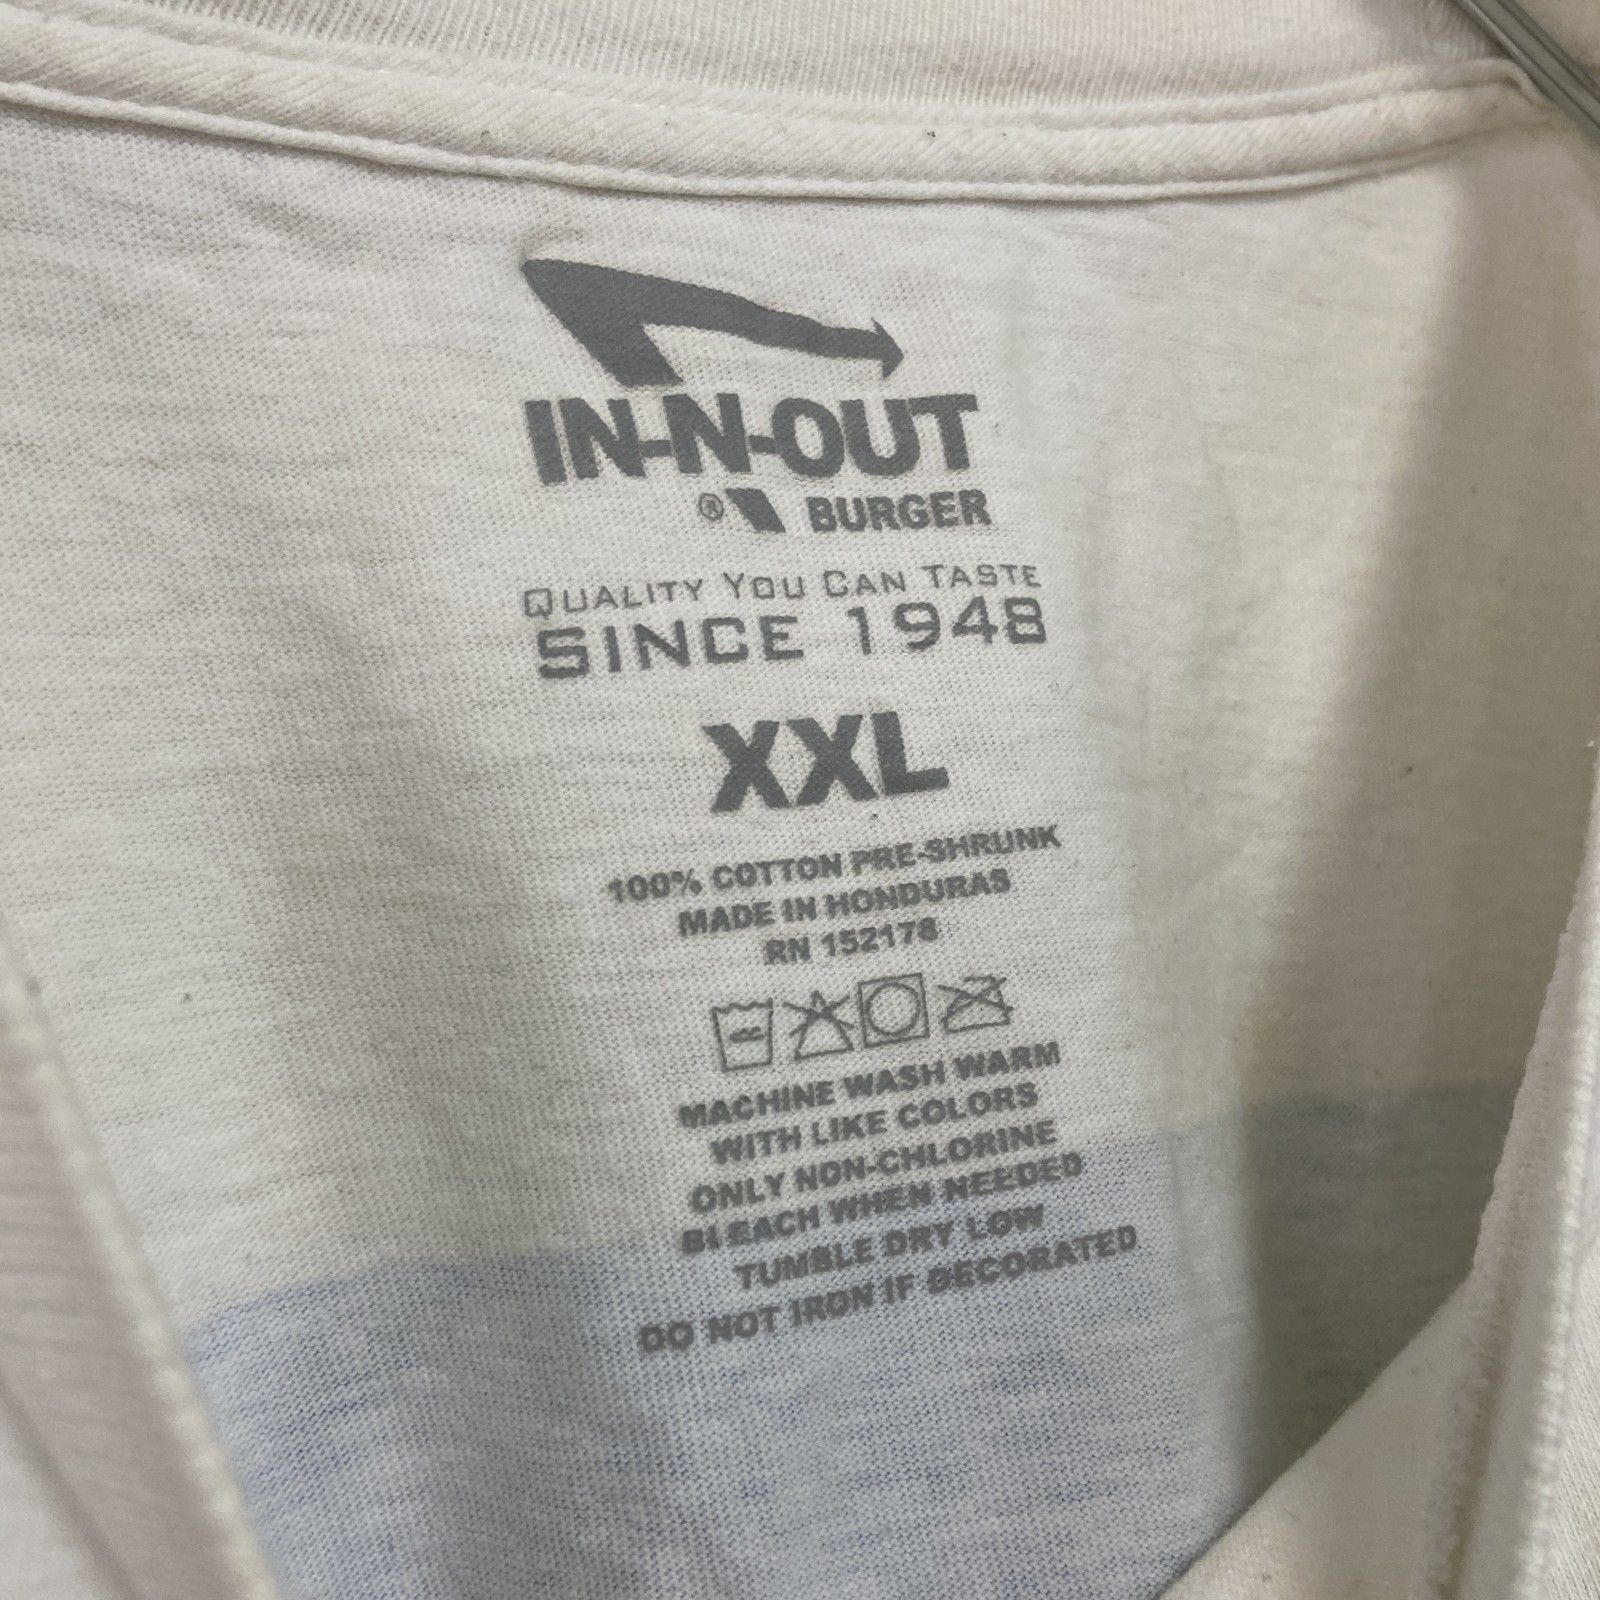 IN-N-OUT
® BURGER
QUALITY YOU CAN TASTE
SINCE 1948
XXL
100% COTTON PRE-SHRUNK
MADE IN HONDURAS
RN 152178
MACHINE WASH WARM
WITH LIKE COLORS
ONLY NON-CHLORINE
BLEACH WHEN NEEDED
TUMBLE DRY LOW
DO NOT IRON IF DECORATED